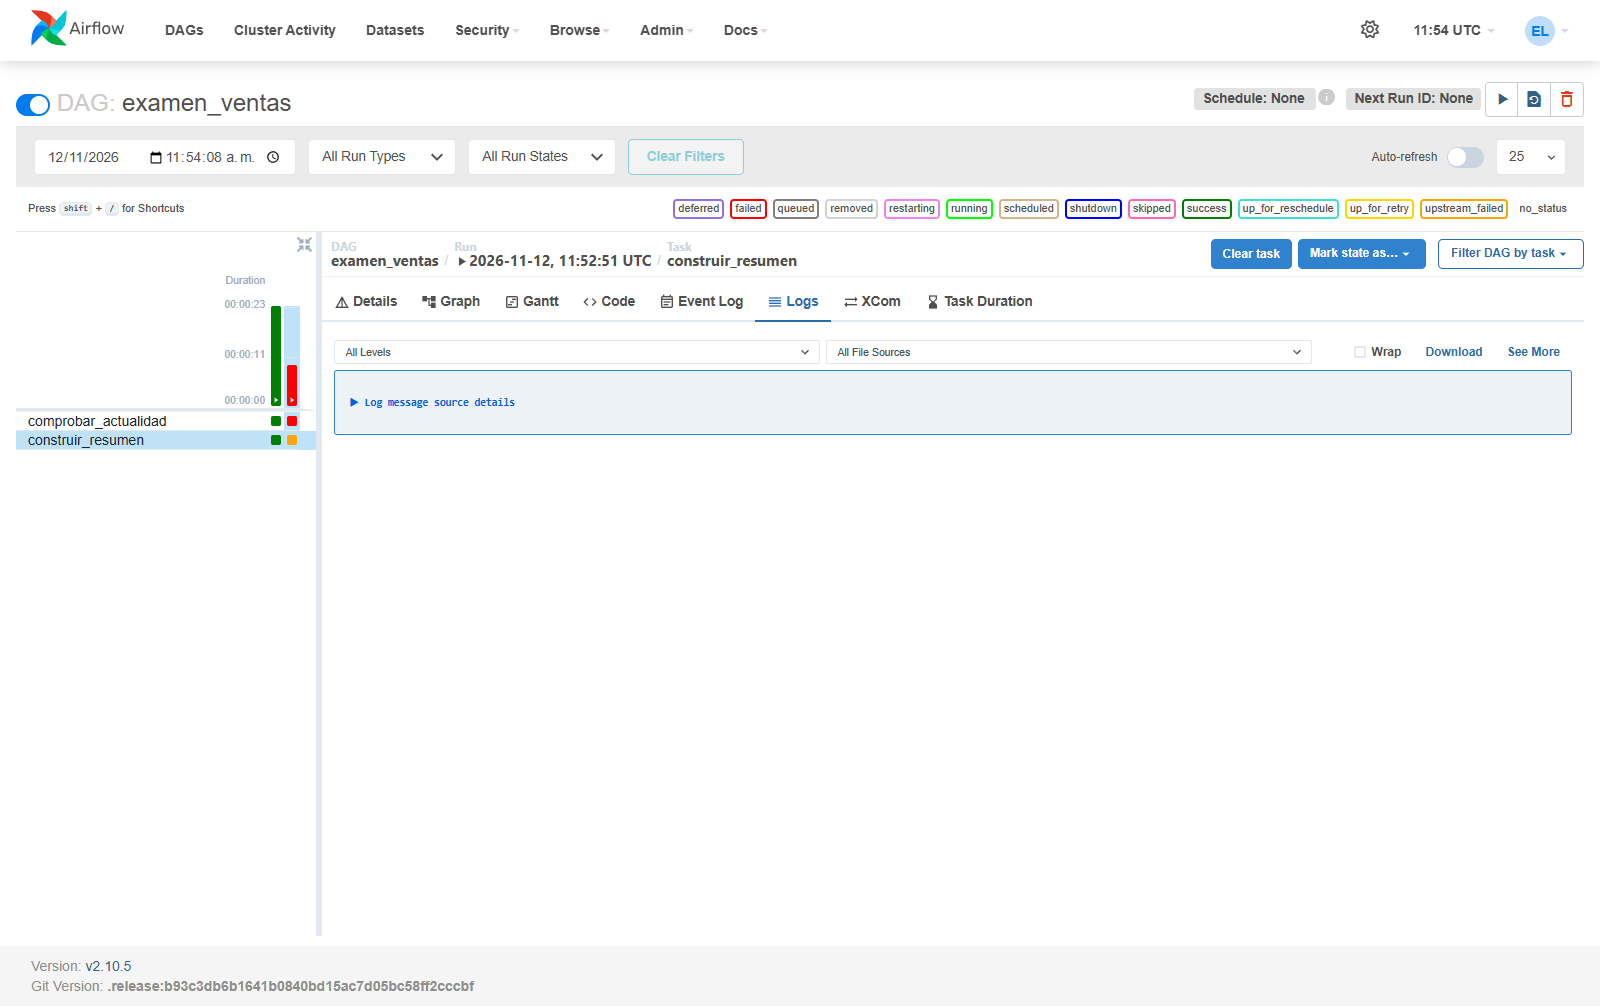 Airflow DAGs Cluster Activity Datasets Security Browse Admin Docs 11:54 UTC EL
DAG: examen_ventas Schedule: None i Next Run ID: None
12/11/2026 11:54:08 a. m. All Run Types All Run States Clear Filters Auto-refresh 25
Press shift + / for Shortcuts deferred failed queued removed restarting running scheduled shutdown skipped success up_for_reschedule up_for_retry upstream_failed no_status
DAG Run Task
examen_ventas / 2026-11-12, 11:52:51 UTC / construir_resumen Clear task Mark state as... Filter DAG by task
Duration
00:00:23
00:00:11
00:00:00
comprobar_actualidad
construir_resumen
Details Graph Gantt Code Event Log Logs XCom Task Duration
All Levels All File Sources Wrap Download See More
Log message source details
Version: v2.10.5
Git Version: .release:b93c3db6b1641b0840bd15ac7d05bc58ff2cccbf